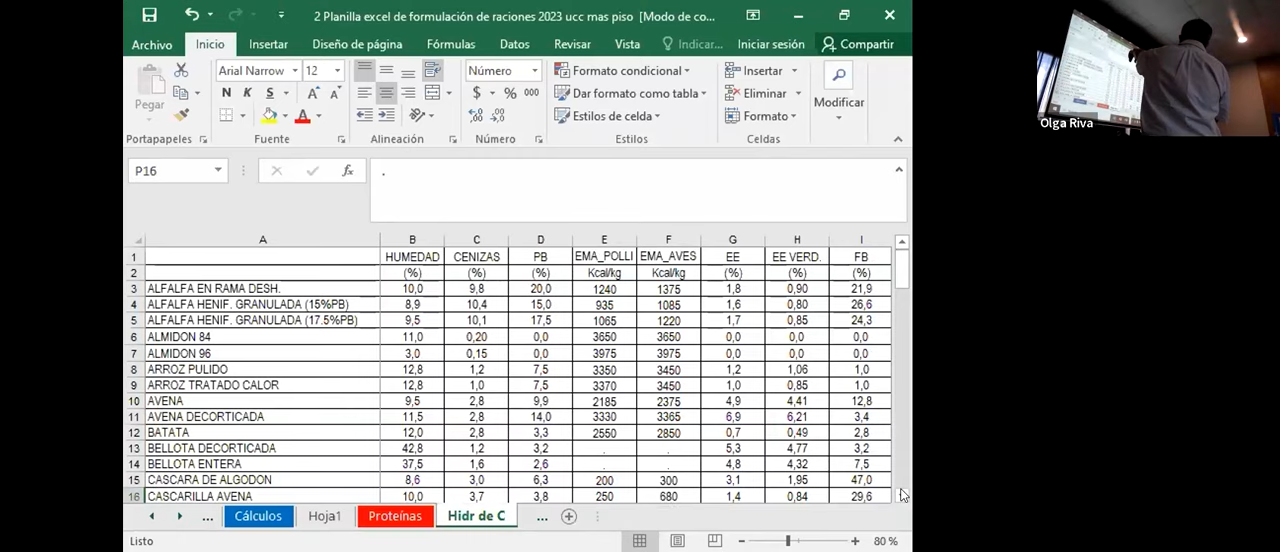 2 Planilla excel de formulación de raciones 2023 ucc mas piso [Modo de co...
Archivo Inicio Insertar Diseño de página Fórmulas Datos Revisar Vista Indicar... Iniciar sesión Compartir
Pegar
Arial Narrow 12
N K S A A
Número
$ % 000
Formato condicional
Dar formato como tabla
Estilos de celda
Insertar
Eliminar
Formato
Modificar
Portapapeles Fuente Alineación Número Estilos Celdas
P16 fx .
A B C D E F G H I
1 HUMEDAD CENIZAS PB EMA_POLLI EMA_AVES EE EE VERD. FB
2 (%) (%) (%) Kcal/kg Kcal/kg (%) (%) (%)
3 ALFALFA EN RAMA DESH. 10,0 9,8 20,0 1240 1375 1,8 0,90 21,9
4 ALFALFA HENIF. GRANULADA (15%PB) 8,9 10,4 15,0 935 1085 1,6 0,80 26,6
5 ALFALFA HENIF. GRANULADA (17.5%PB) 9,5 10,1 17,5 1065 1220 1,7 0,85 24,3
6 ALMIDON 84 11,0 0,20 0,0 3650 3650 0,0 0,0 0,0
7 ALMIDON 96 3,0 0,15 0,0 3975 3975 0,0 0,0 0,0
8 ARROZ PULIDO 12,8 1,2 7,5 3350 3450 1,2 1,06 1,0
9 ARROZ TRATADO CALOR 12,8 1,0 7,5 3370 3450 1,0 0,85 1,0
10 AVENA 9,5 2,8 9,9 2185 2375 4,9 4,41 12,8
11 AVENA DECORTICADA 11,5 2,8 14,0 3330 3365 6,9 6,21 3,4
12 BATATA 12,0 2,8 3,3 2550 2850 0,7 0,49 2,8
13 BELLOTA DECORTICADA 42,8 1,2 3,2 . . 5,3 4,77 3,2
14 BELLOTA ENTERA 37,5 1,6 2,6 . . 4,8 4,32 7,5
15 CASCARA DE ALGODON 8,6 3,0 6,3 200 300 3,1 1,95 47,0
16 CASCARILLA AVENA 10,0 3,7 3,8 250 680 1,4 0,84 29,6
... Cálculos Hoja1 Proteínas Hidr de C ...
Listo 80 %
Olga Riva